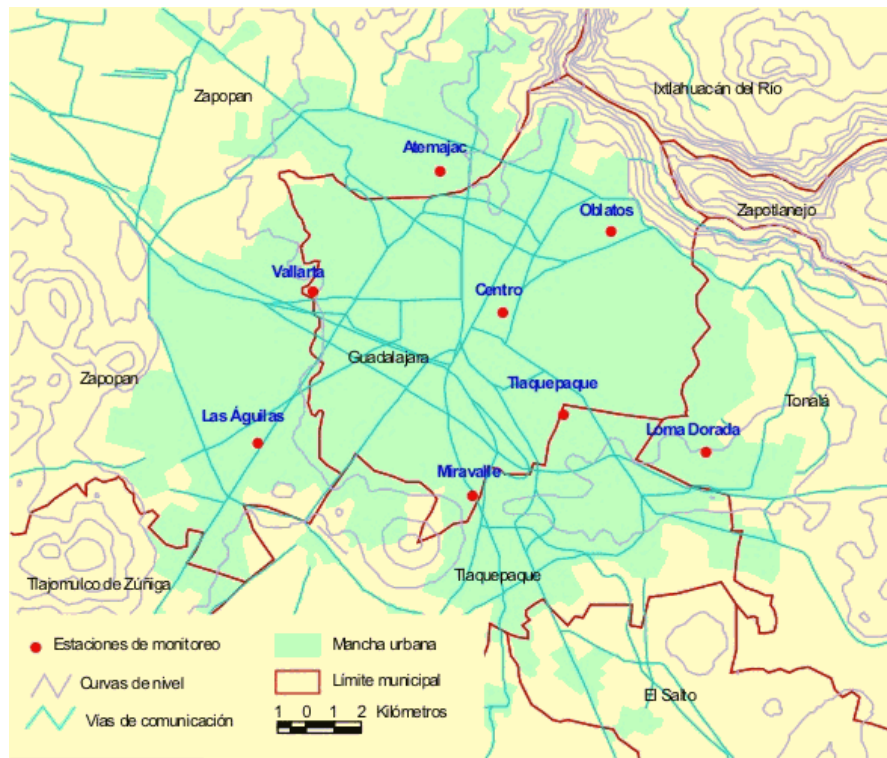 Ixtlahuacán del Río
Zapopan
Atemajac
Oblatos
Zapotlanejo
Vallarta
Centro
Guadalajara
Zapopan
Tlaquepaque
Tonalá
Las Águilas
Loma Dorada
Miravalle
Tlaquepaque
Tlajomulco de Zúñiga
Estaciones de monitoreo
Mancha urbana
Curvas de nivel
Límite municipal
El Salto
Vías de comunicación
1 0 1 2 Kilómetros